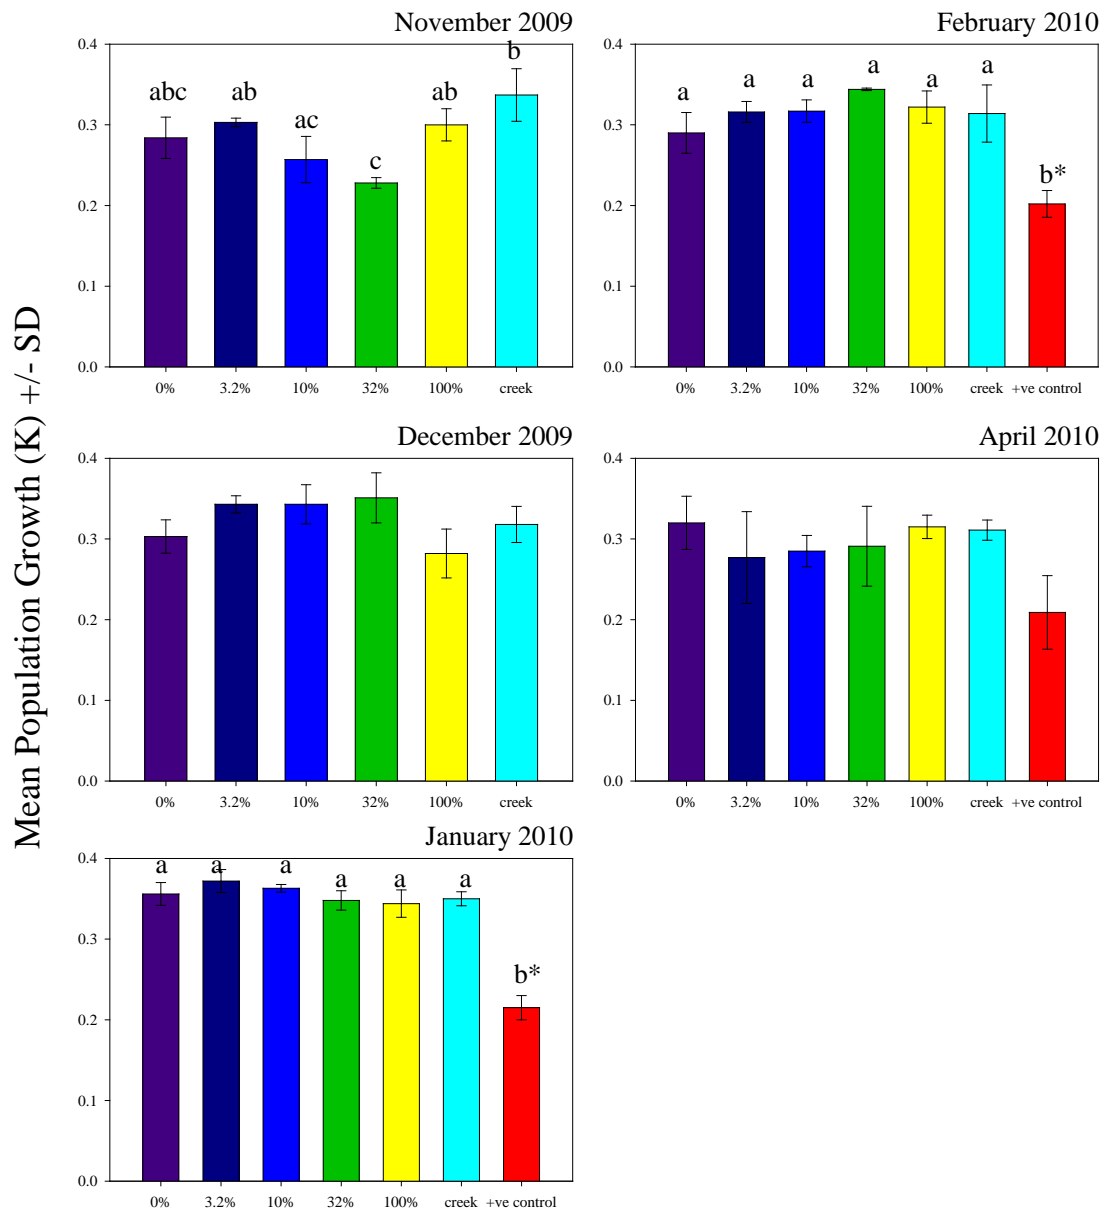 Mean Population Growth (K) +/- SD
November 2009
0.4
0.3
0.2
0.1
0.0
abc
ab
ac
c
ab
b
0% 3.2% 10% 32% 100% creek
February 2010
0.4
0.3
0.2
0.1
0.0
a a a a a a b*
0% 3.2% 10% 32% 100% creek +ve control
December 2009
0.4
0.3
0.2
0.1
0.0
0% 3.2% 10% 32% 100% creek
April 2010
0.4
0.3
0.2
0.1
0.0
0% 3.2% 10% 32% 100% creek +ve control
January 2010
0.4
0.3
0.2
0.1
0.0
a a a a a a b*
0% 3.2% 10% 32% 100% creek +ve control